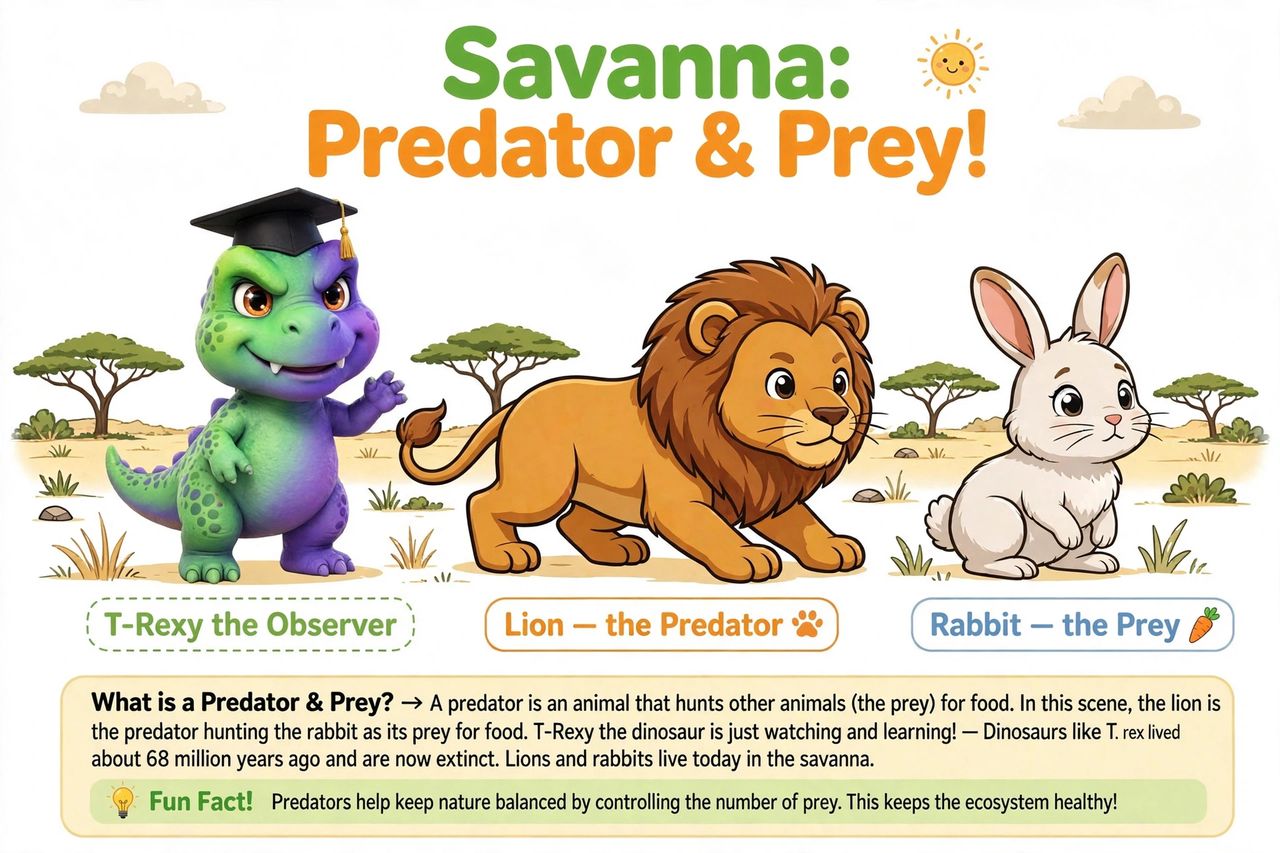 Savanna:
Predator & Prey!
T-Rexy the Observer
Lion — the Predator
Rabbit — the Prey
What is a Predator & Prey? → A predator is an animal that hunts other animals (the prey) for food. In this scene, the lion is
the predator hunting the rabbit as its prey for food. T-Rexy the dinosaur is just watching and learning! — Dinosaurs like T. rex lived
about 68 million years ago and are now extinct. Lions and rabbits live today in the savanna.
Fun Fact! Predators help keep nature balanced by controlling the number of prey. This keeps the ecosystem healthy!